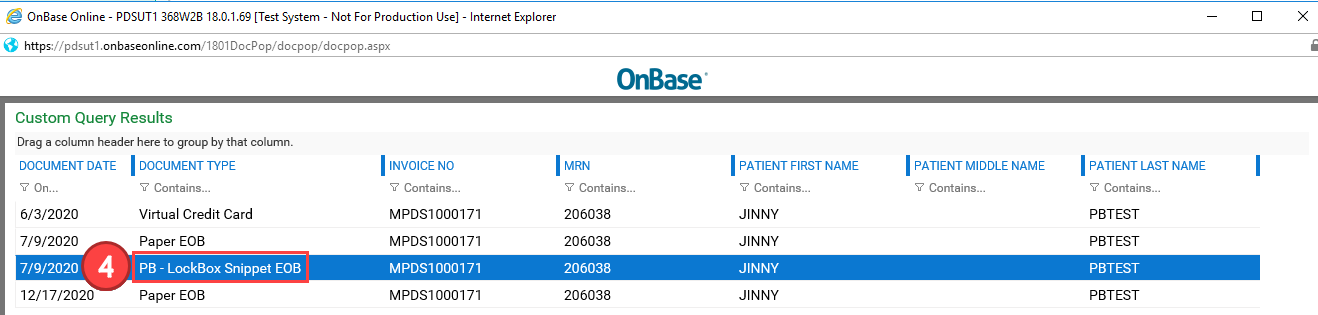 OnBase Online - PDSUT1 368W2B 18.0.1.69 [Test System - Not For Production Use] - Internet Explorer
https://pdsut1.onbaseonline.com/1801DocPop/docpop/docpop.aspx
OnBase
Custom Query Results
Drag a column header here to group by that column.
DOCUMENT DATE DOCUMENT TYPE INVOICE NO MRN PATIENT FIRST NAME PATIENT MIDDLE NAME PATIENT LAST NAME
On... Contains... Contains... Contains... Contains... Contains... Contains...
6/3/2020 Virtual Credit Card MPDS1000171 206038 JINNY PBTEST
7/9/2020 Paper EOB MPDS1000171 206038 JINNY PBTEST
7/9/2020 4 PB - LockBox Snippet EOB MPDS1000171 206038 JINNY PBTEST
12/17/2020 Paper EOB MPDS1000171 206038 JINNY PBTEST